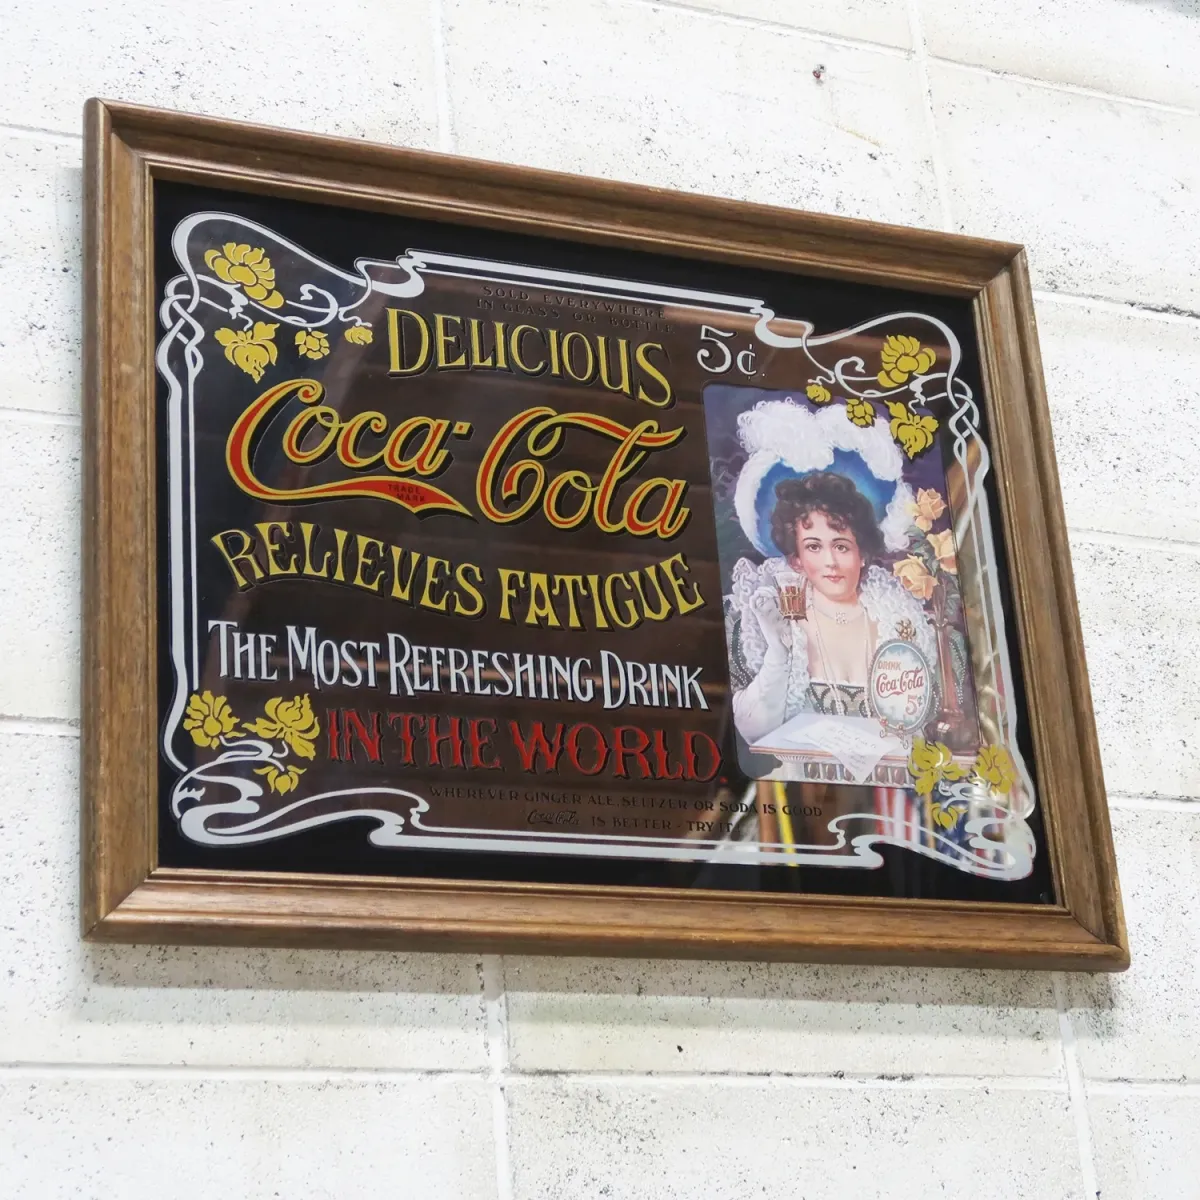 SOLD EVERYWHERE
IN GLASS OR BOTTLE
DELICIOUS 5¢.
Coca-Cola
TRADE
MARK
RELIEVES FATIGUE
THE MOST REFRESHING DRINK
IN THE WORLD.
DRINK
Coca-Cola
5¢
WHEREVER GINGER ALE, SELTZER OR SODA IS GOOD
Coca-Cola IS BETTER - TRY IT